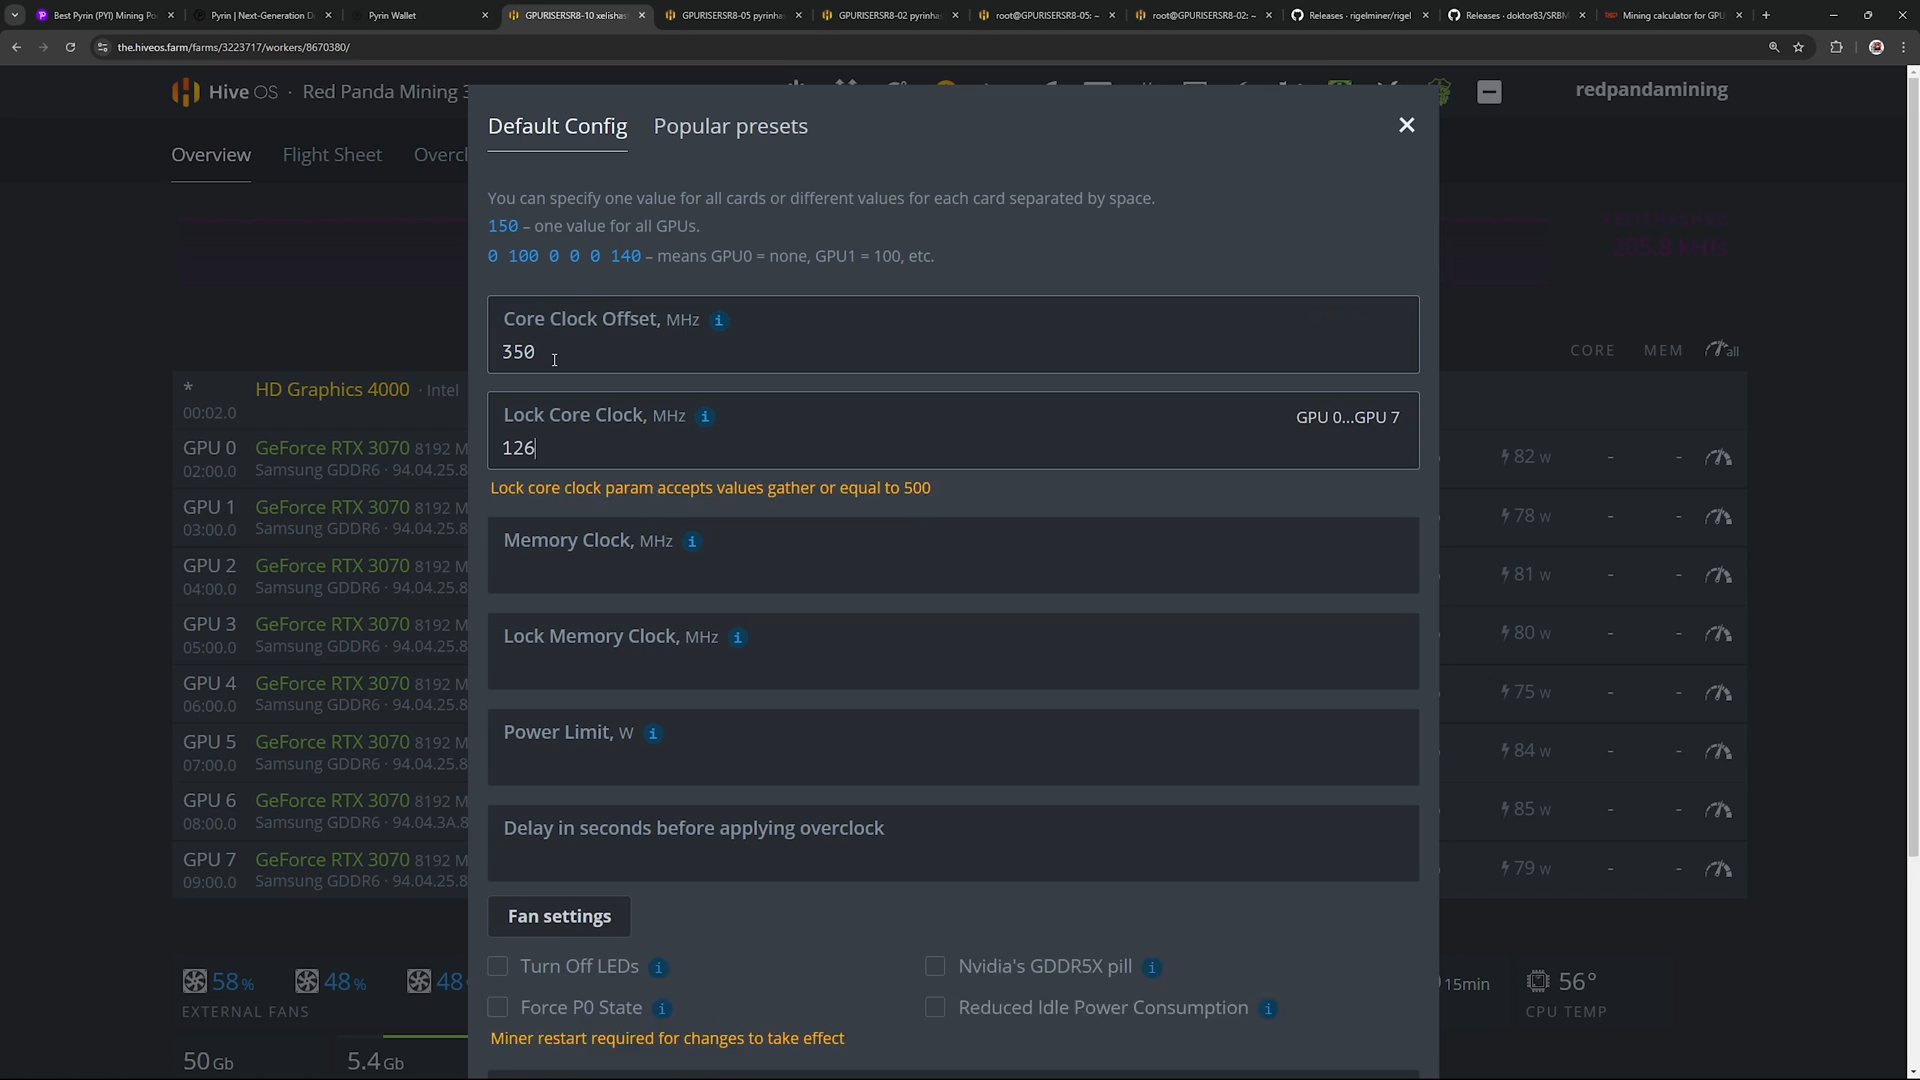 Best Pyrin (PYI) Mining Po
Pyrin | Next-Generation D
Pyrin Wallet
GPURISERSR8-10 xelishas
GPURISERSR8-05 pyrinha
GPURISERSR8-02 pyrinha
root@GPURISERSR8-05: ~
root@GPURISERSR8-02: ~
Releases · rigelminer/rigel
Releases · doktor83/SRBM
Mining calculator for GPU
the.hiveos.farm/farms/3223717/workers/8670380/
Hive OS · Red Panda Mining 3
redpandamining
Default Config Popular presets
Overview Flight Sheet Overcl
You can specify one value for all cards or different values for each card separated by space.
150 – one value for all GPUs.
205.8 kH/s
0 100 0 0 0 140 – means GPU0 = none, GPU1 = 100, etc.
Core Clock Offset, MHz
350
CORE MEM all
* HD Graphics 4000 · Intel
00:02.0
Lock Core Clock, MHz
GPU 0...GPU 7
126
Lock core clock param accepts values gather or equal to 500
GPU 0 GeForce RTX 3070 8192 M
02:00.0 Samsung GDDR6 · 94.04.25.8
82 W - -
GPU 1 GeForce RTX 3070 8192 M
03:00.0 Samsung GDDR6 · 94.04.25.8
78 W - -
Memory Clock, MHz
GPU 2 GeForce RTX 3070 8192 M
04:00.0 Samsung GDDR6 · 94.04.25.8
81 W - -
Lock Memory Clock, MHz
GPU 3 GeForce RTX 3070 8192 M
05:00.0 Samsung GDDR6 · 94.04.25.8
80 W - -
GPU 4 GeForce RTX 3070 8192 M
06:00.0 Samsung GDDR6 · 94.04.25.8
75 W - -
Power Limit, W
GPU 5 GeForce RTX 3070 8192 M
07:00.0 Samsung GDDR6 · 94.04.25.8
84 W - -
GPU 6 GeForce RTX 3070 8192 M
08:00.0 Samsung GDDR6 · 94.04.3A.8
85 W - -
Delay in seconds before applying overclock
GPU 7 GeForce RTX 3070 8192 M
09:00.0 Samsung GDDR6 · 94.04.25.8
79 W - -
Fan settings
Turn Off LEDs
Nvidia's GDDR5X pill
58 % 48 % 48
EXTERNAL FANS
15min 56°
CPU TEMP
Force P0 State
Reduced Idle Power Consumption
Miner restart required for changes to take effect
50 Gb 5.4 Gb